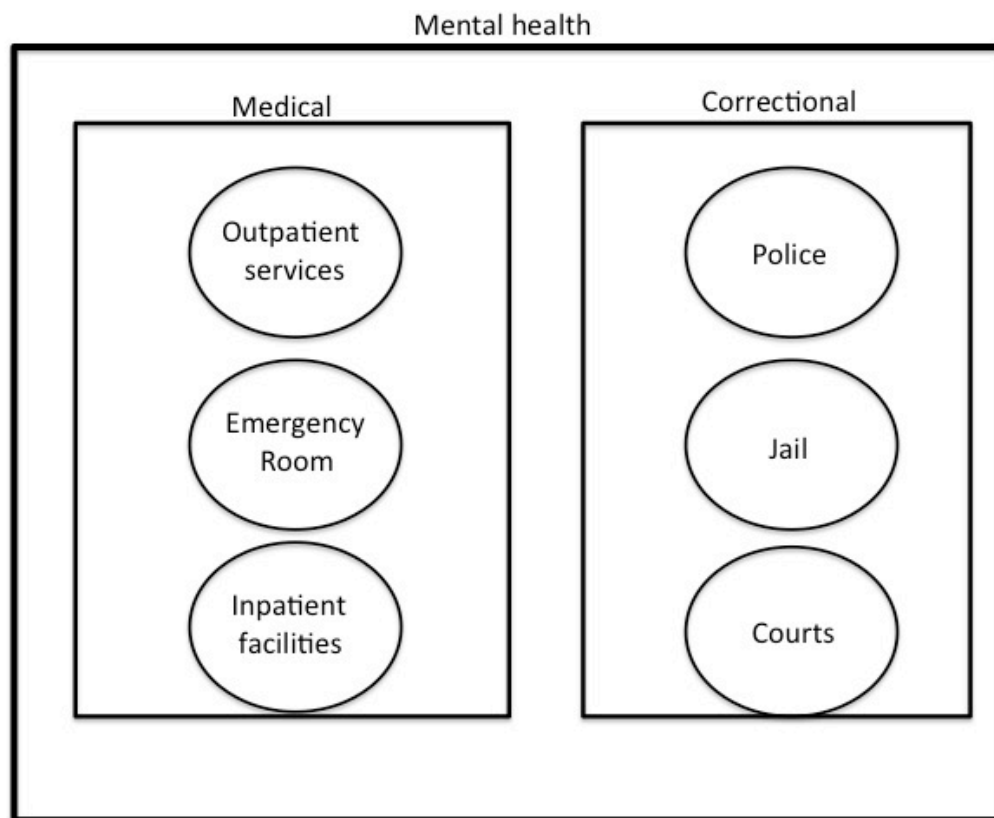 Mental health
Medical
Outpatient
services
Emergency
Room
Inpatient
facilities
Correctional
Police
Jail
Courts